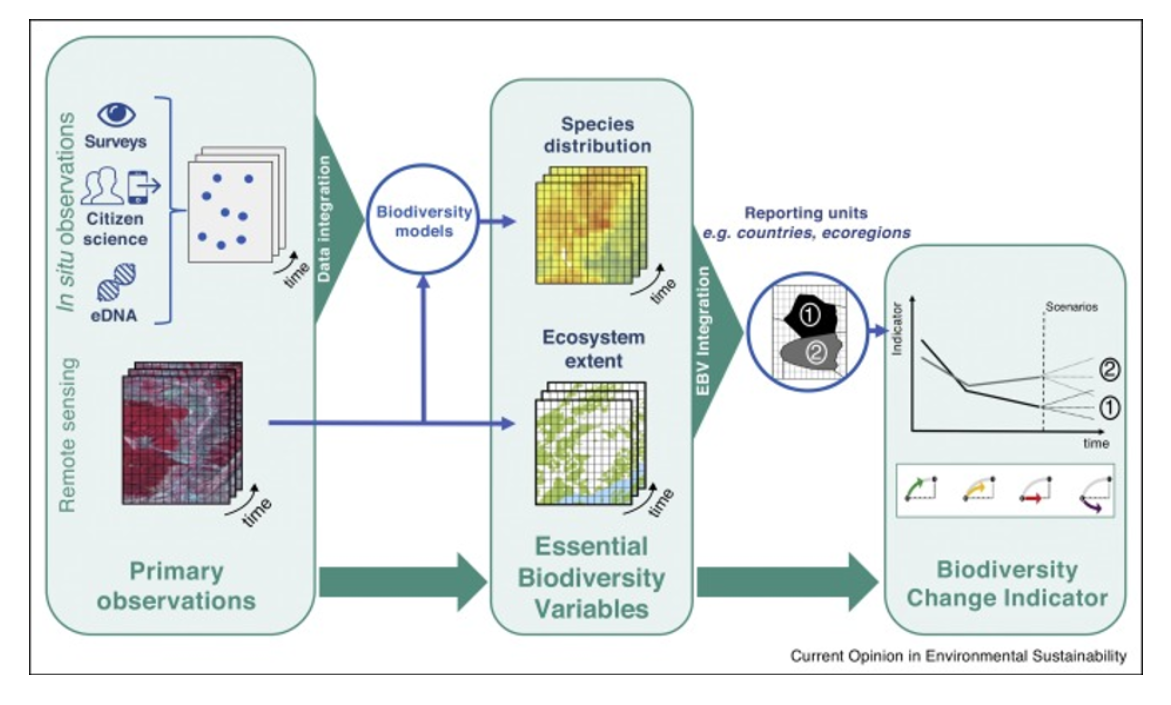 In situ observations
Surveys
Citizen
science
eDNA
time
Remote sensing
time
Primary
observations
Data integration
Biodiversity
models
Species
distribution
time
Ecosystem
extent
time
Essential
Biodiversity
Variables
EBV Integration
Reporting units
e.g. countries, ecoregions
1
2
Indicator
Scenarios
2
1
time
Biodiversity
Change Indicator
Current Opinion in Environmental Sustainability